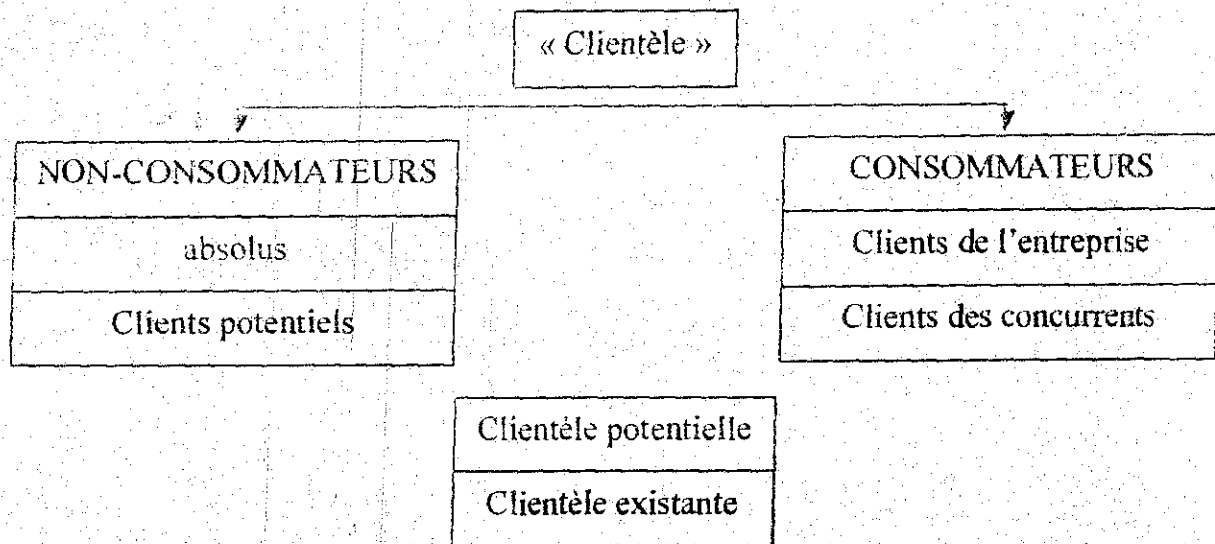 « Clientèle »
NON-CONSOMMATEURS
absolus
Clients potentiels
CONSOMMATEURS
Clients de l'entreprise
Clients des concurrents
Clientèle potentielle
Clientèle existante